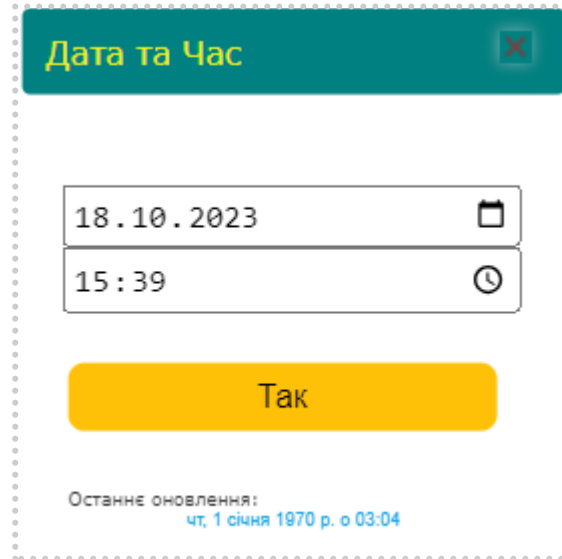 Дата та Час
18.10.2023
15:39
Так
Останнє оновлення:
чт, 1 січня 1970 р. о 03:04